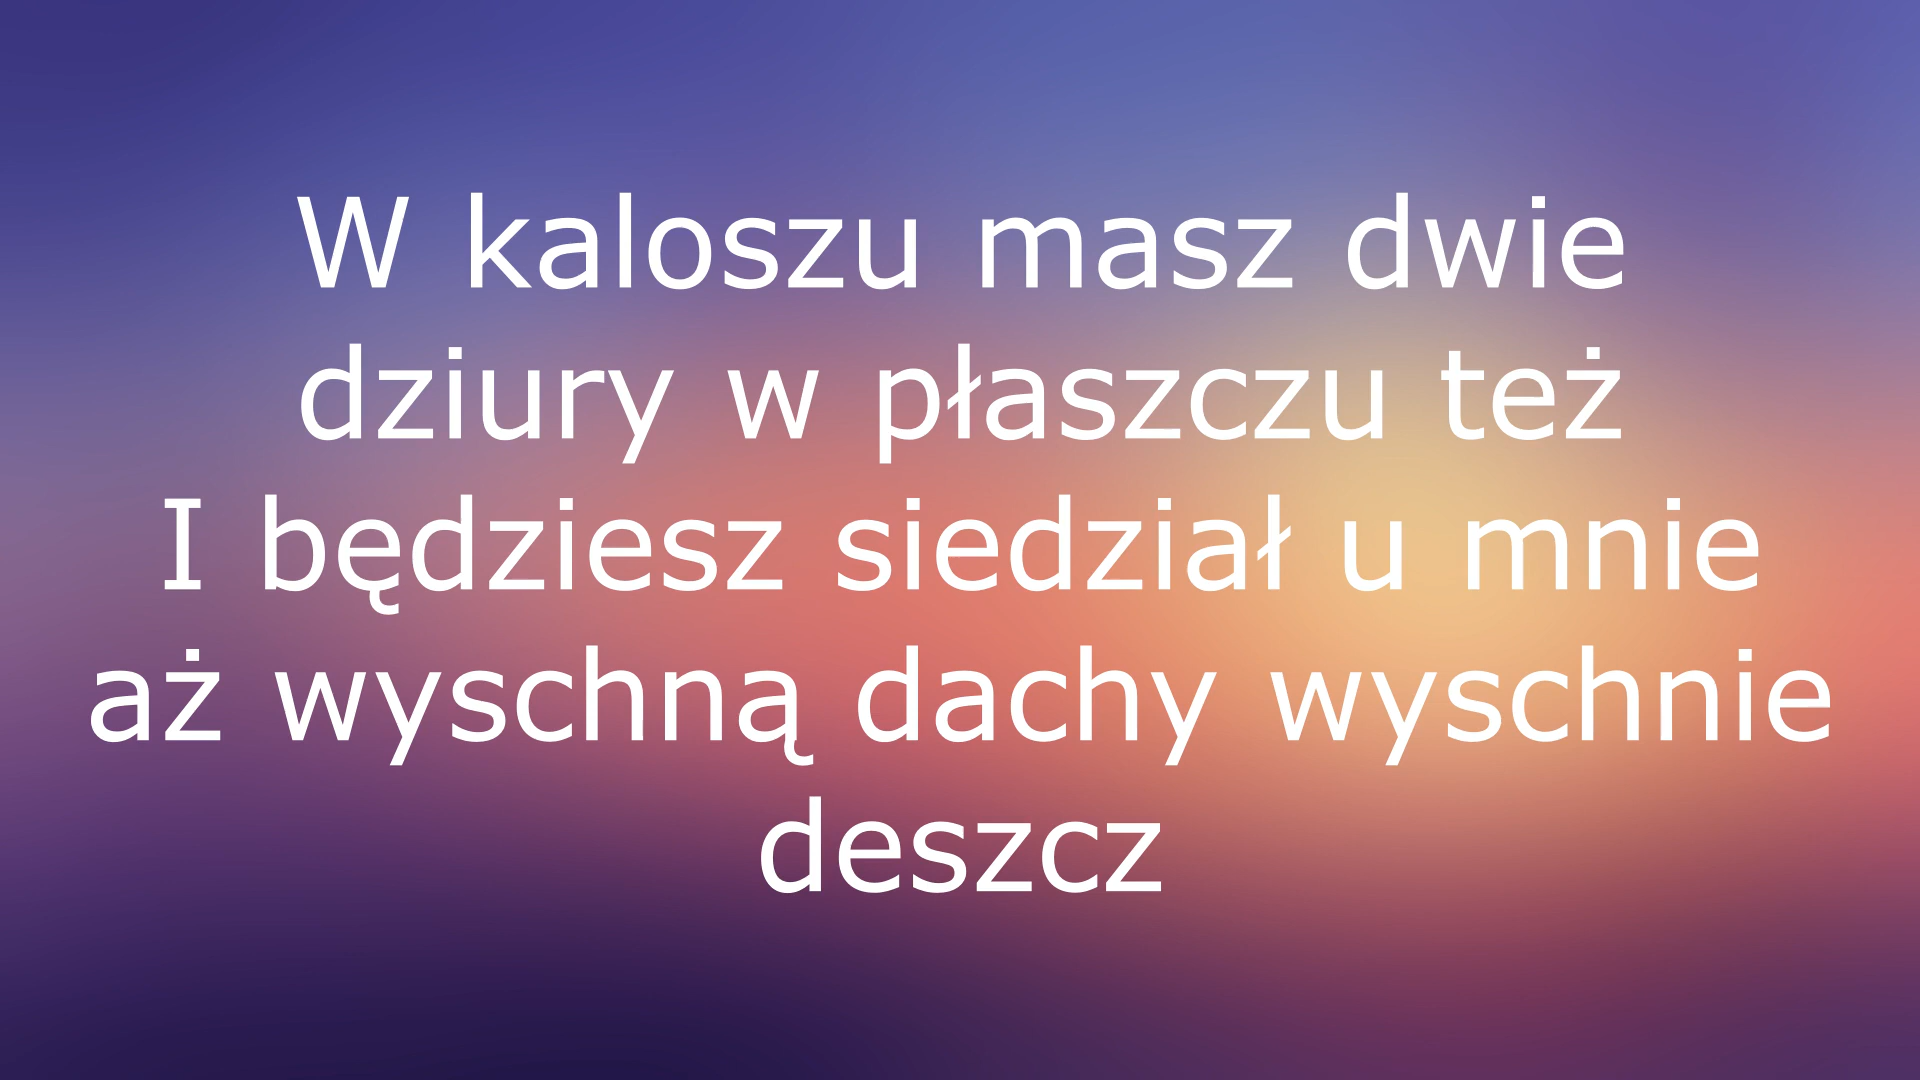 W kaloszu masz dwie
dziury w płaszczu też
I będziesz siedział u mnie
aż wyschną dachy wyschnie
deszcz